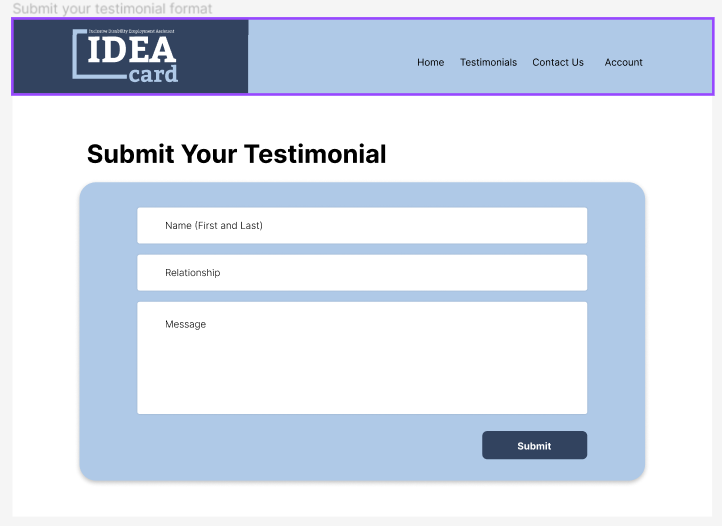 Submit your testimonial format
Inclusive Disability Employment Assistant
IDEA
card
Home Testimonials Contact Us Account
Submit Your Testimonial
Name (First and Last)
Relationship
Message
Submit